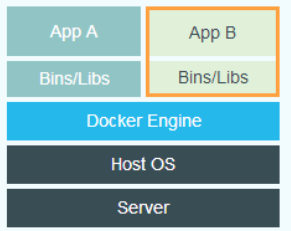 App A
App B
Bins/Libs
Bins/Libs
Docker Engine
Host OS
Server